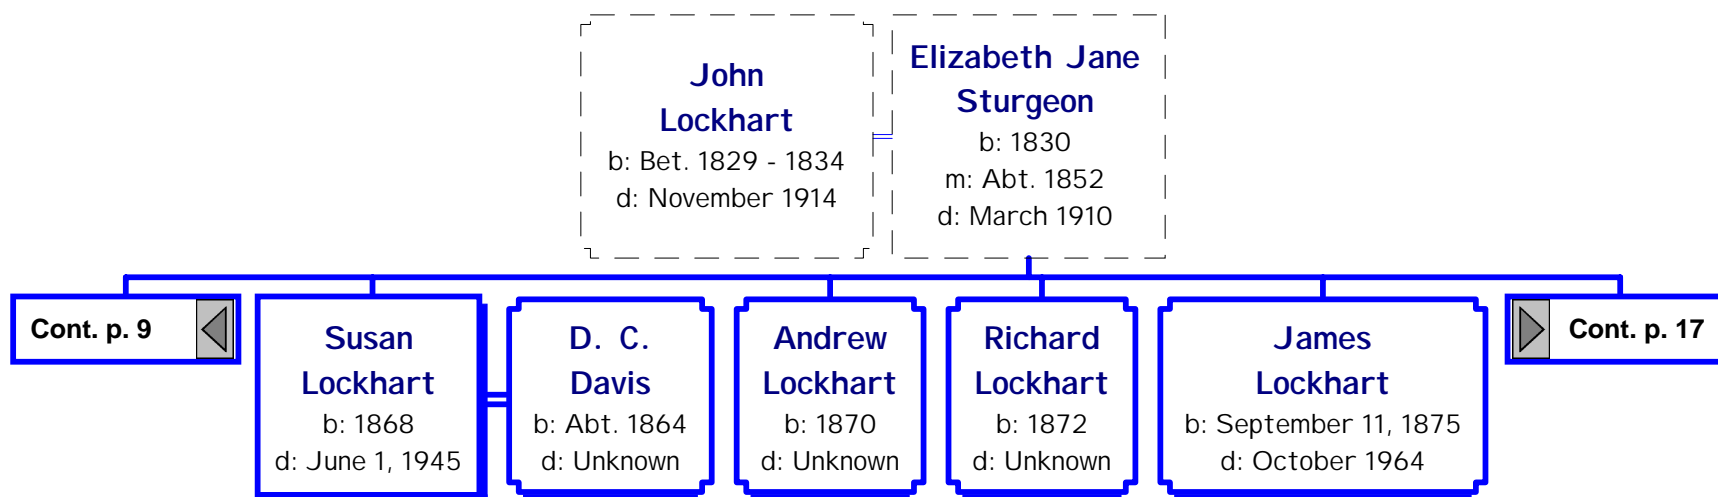 John
Lockhart
b: Bet. 1829 - 1834
d: November 1914
Elizabeth Jane
Sturgeon
b: 1830
m: Abt. 1852
d: March 1910
Cont. p. 9
Susan
Lockhart
b: 1868
d: June 1, 1945
D. C.
Davis
b: Abt. 1864
d: Unknown
Andrew
Lockhart
b: 1870
d: Unknown
Richard
Lockhart
b: 1872
d: Unknown
James
Lockhart
b: September 11, 1875
d: October 1964
Cont. p. 17